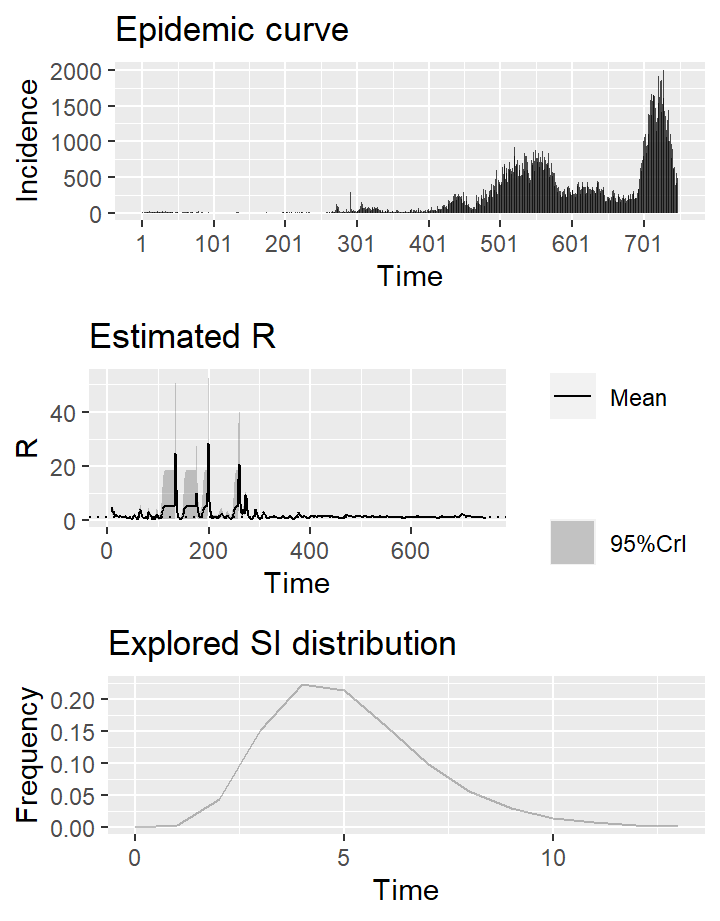 Epidemic curve
Incidence
2000
1500
1000
500
0
1 101 201 301 401 501 601 701
Time
Estimated R
R
40
20
0
0 200 400 600
Time
Mean
95%CrI
Explored SI distribution
Frequency
0.20
0.15
0.10
0.05
0.00
0 5 10
Time